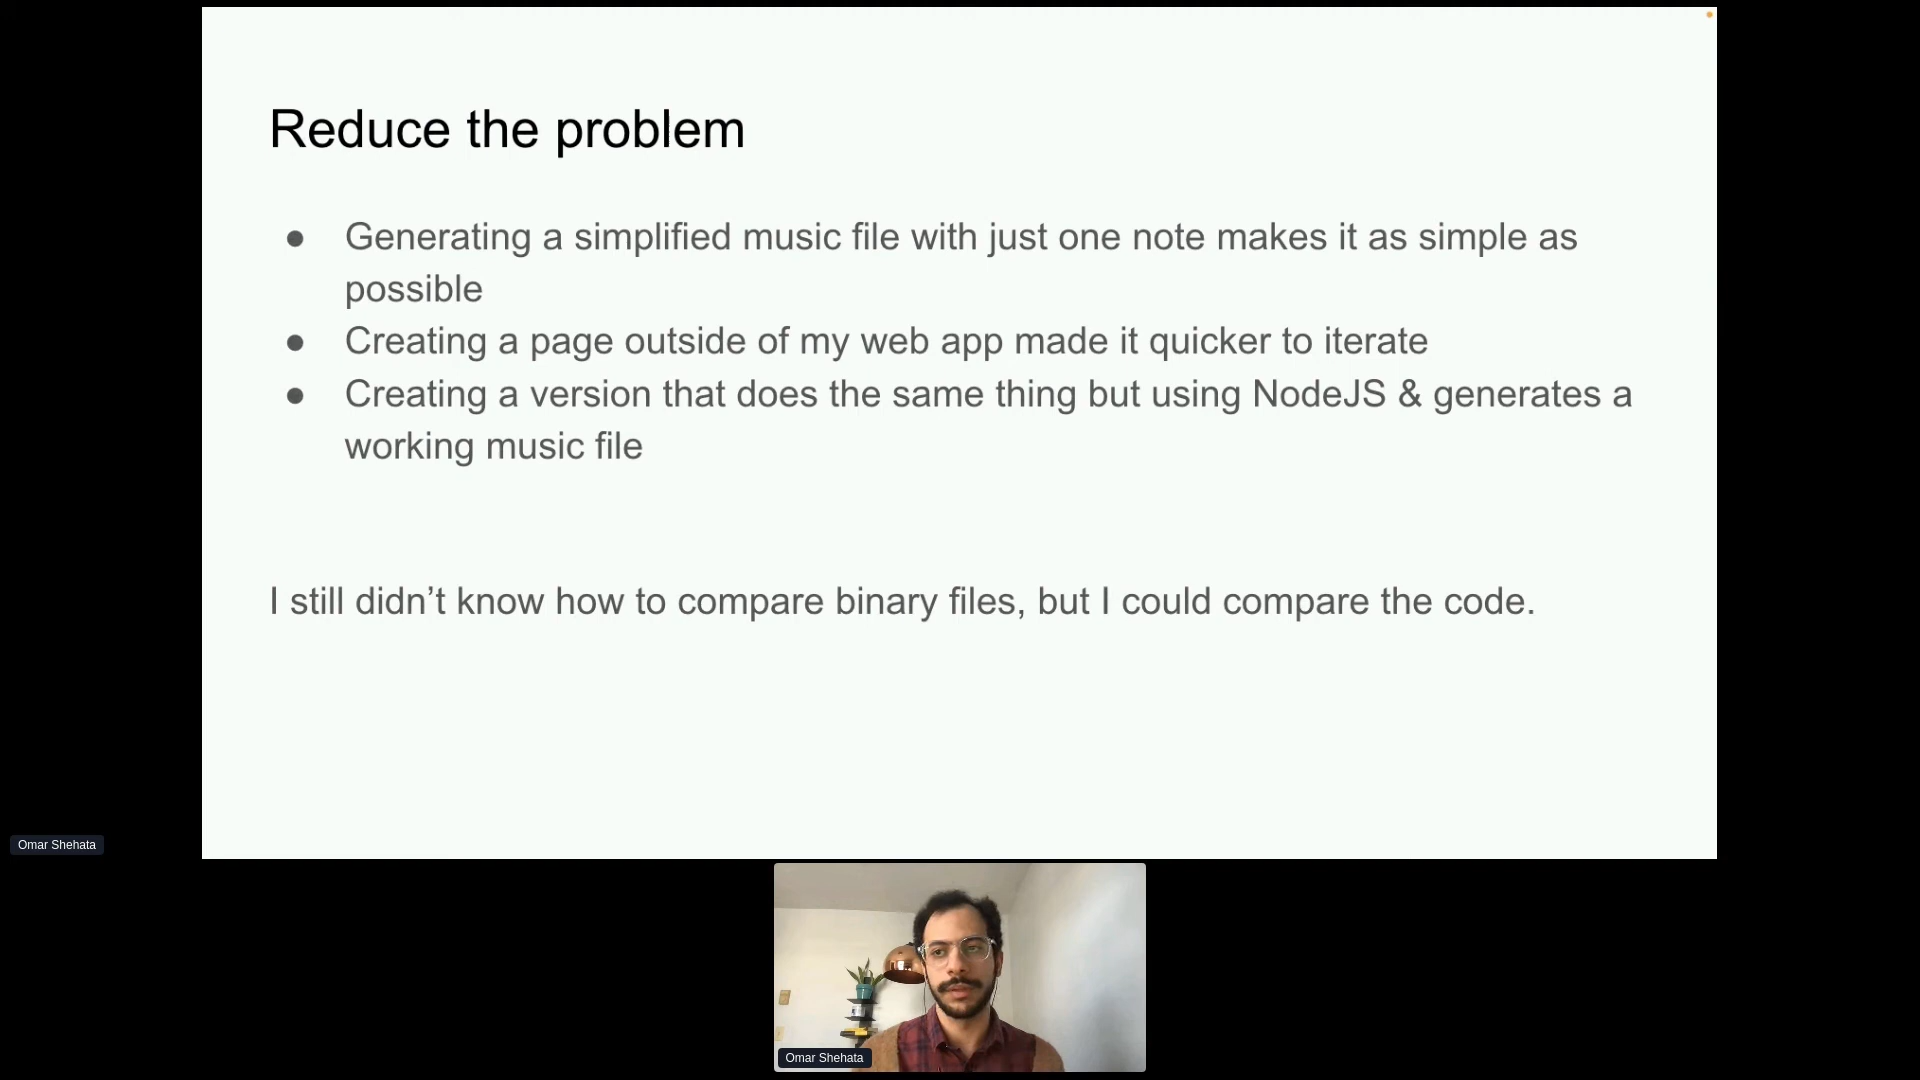 Reduce the problem
● Generating a simplified music file with just one note makes it as simple as
possible
● Creating a page outside of my web app made it quicker to iterate
● Creating a version that does the same thing but using NodeJS & generates a
working music file
I still didn’t know how to compare binary files, but I could compare the code.
Omar Shehata
Omar Shehata